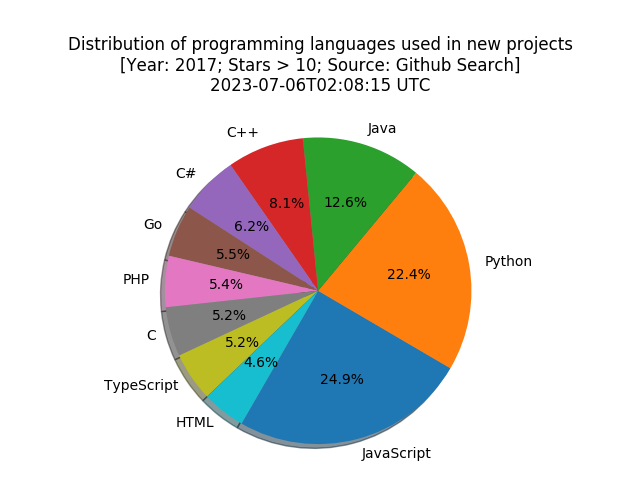 Distribution of programming languages used in new projects
[Year: 2017; Stars > 10; Source: Github Search]
2023-07-06T02:08:15 UTC
C++
Java
C#
8.1%
12.6%
Go
6.2%
5.5%
Python
22.4%
PHP
5.4%
C
5.2%
5.2%
TypeScript
4.6%
24.9%
HTML
JavaScript